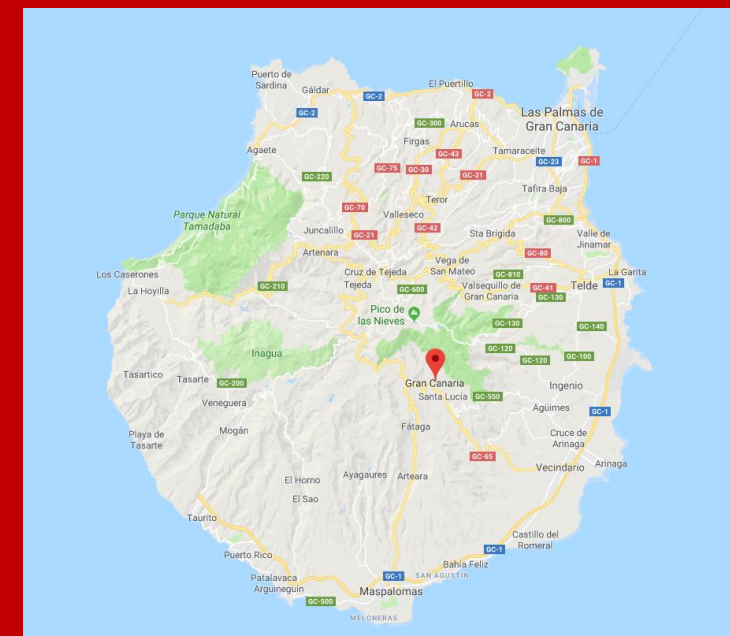 Puerto de
Sardina
Gáldar
GC-2
El Puertillo
GC-2
GC-2
Las Palmas de
Gran Canaria
GC-300
Arucas
Firgas
Agaete
GC-43
Tamaraceite
GC-23
GC-1
GC-75
GC-30
GC-21
GC-220
Tafira Baja
Teror
GC-70
Valleseco
Parque Natural
Tamadaba
GC-800
Juncalillo
GC-21
GC-42
Sta Brígida
Valle de
Jinamar
Artenara
GC-80
Vega de
San Mateo
Los Caserones
Cruz de Tejeda
GC-810
La Garita
La Hoyilla
GC-210
Tejeda
GC-600
Valsequillo de
Gran Canaria
GC-41
GC-130
Telde
GC-1
Pico de
las Nieves
GC-130
GC-140
Inagua
GC-120
GC-120
GC-100
Tasartico
Tasarte
GC-200
Gran Canaria
Santa Lucía
GC-550
Ingenio
Veneguera
Agüimes
GC-1
Playa de
Tasarte
Mogán
Fátaga
Cruce de
Arinaga
GC-65
Vecindario
Arinaga
El Horno
Ayagaures
Arteara
El Sao
Taurito
Castillo del
Romeral
GC-1
Puerto Rico
Bahía Feliz
Patalavaca
Arguineguín
GC-1
SAN AGUSTÍN
Maspalomas
GC-500
MELONERAS